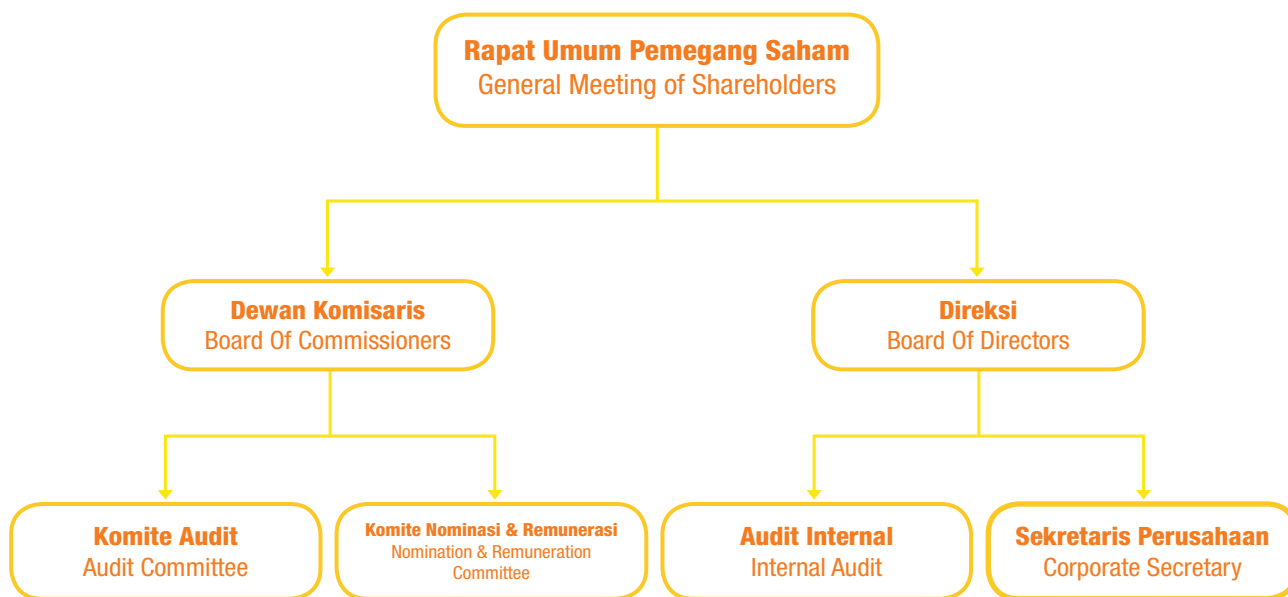 Rapat Umum Pemegang Saham
General Meeting of Shareholders
Dewan Komisaris
Board Of Commissioners
Direksi
Board Of Directors
Komite Audit
Audit Committee
Komite Nominasi & Remunerasi
Nomination & Remuneration
Committee
Audit Internal
Internal Audit
Sekretaris Perusahaan
Corporate Secretary